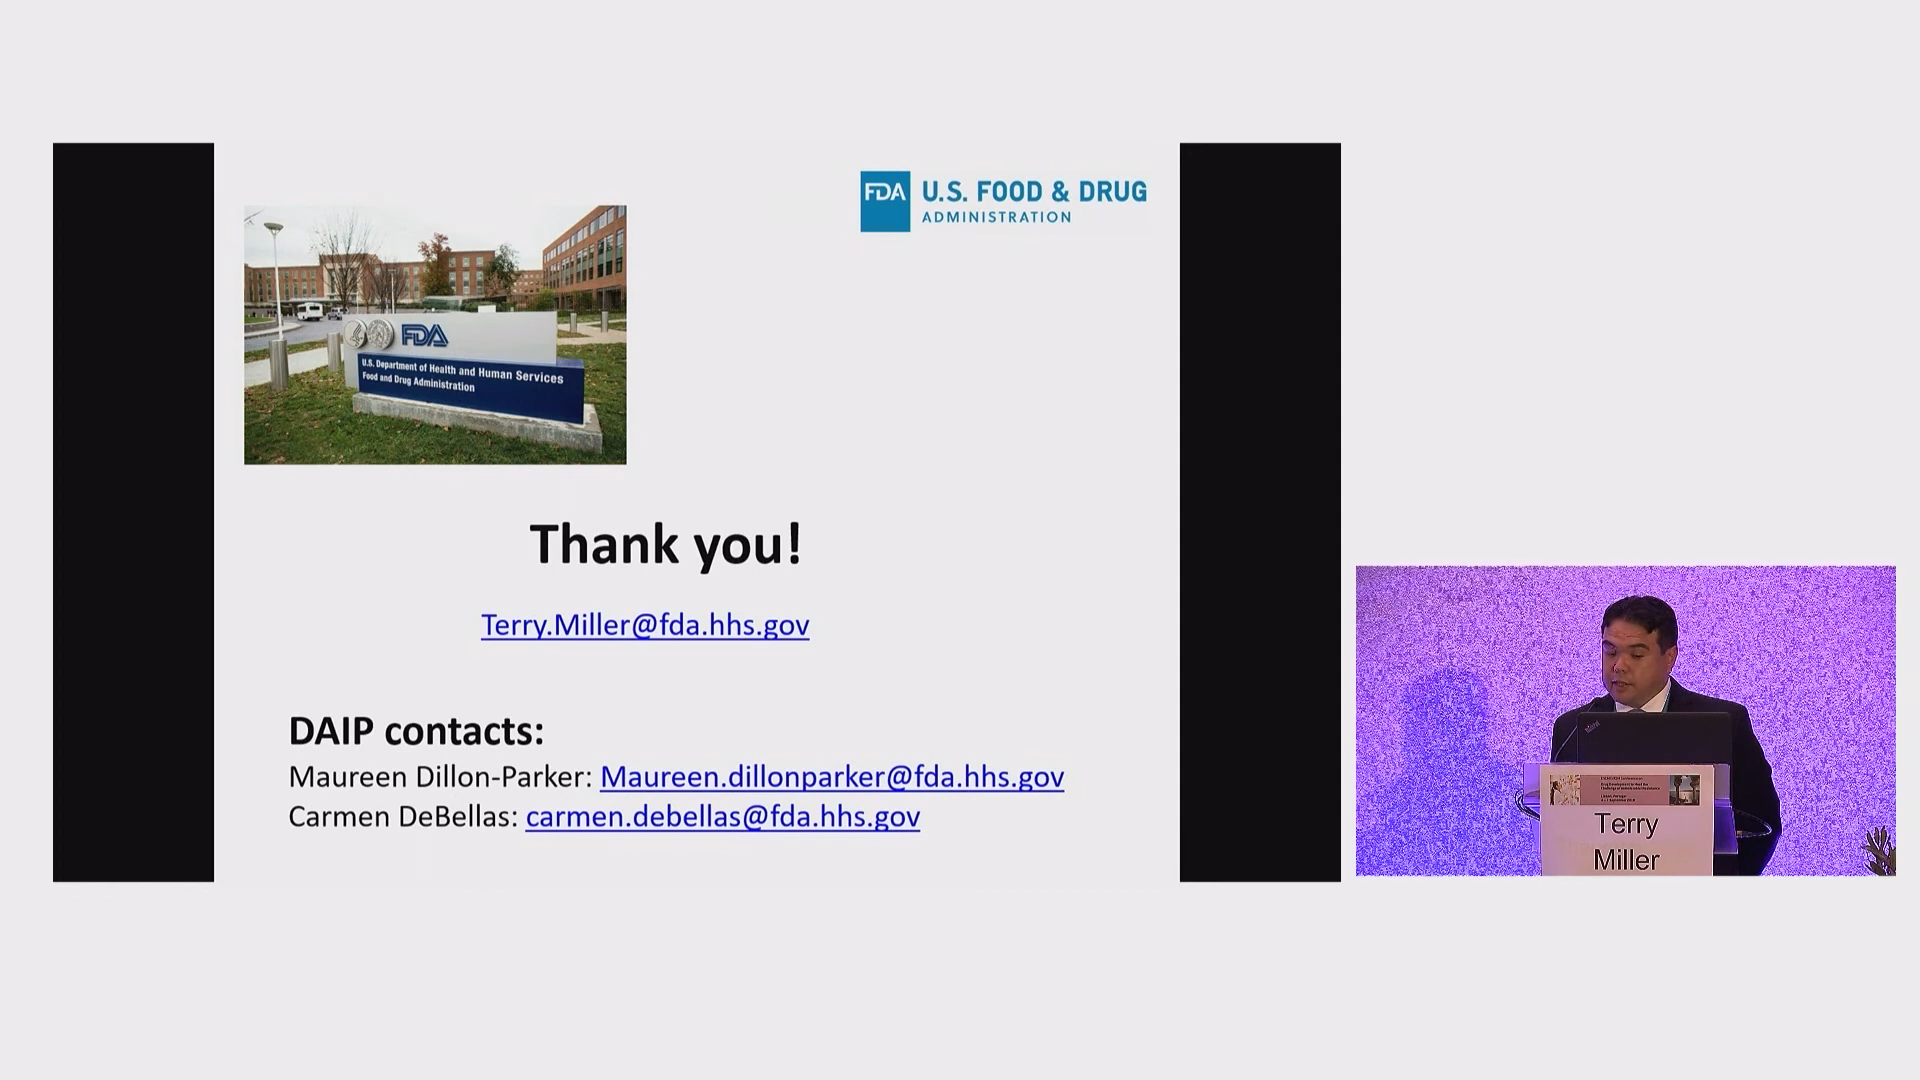 FDA
U.S. FOOD & DRUG
ADMINISTRATION
FDA
U.S. Department of Health and Human Services
Food and Drug Administration
Thank you!
Terry.Miller@fda.hhs.gov
DAIP contacts:
Maureen Dillon-Parker: Maureen.dillonparker@fda.hhs.gov
Carmen DeBellas: carmen.debellas@fda.hhs.gov
Terry
Miller